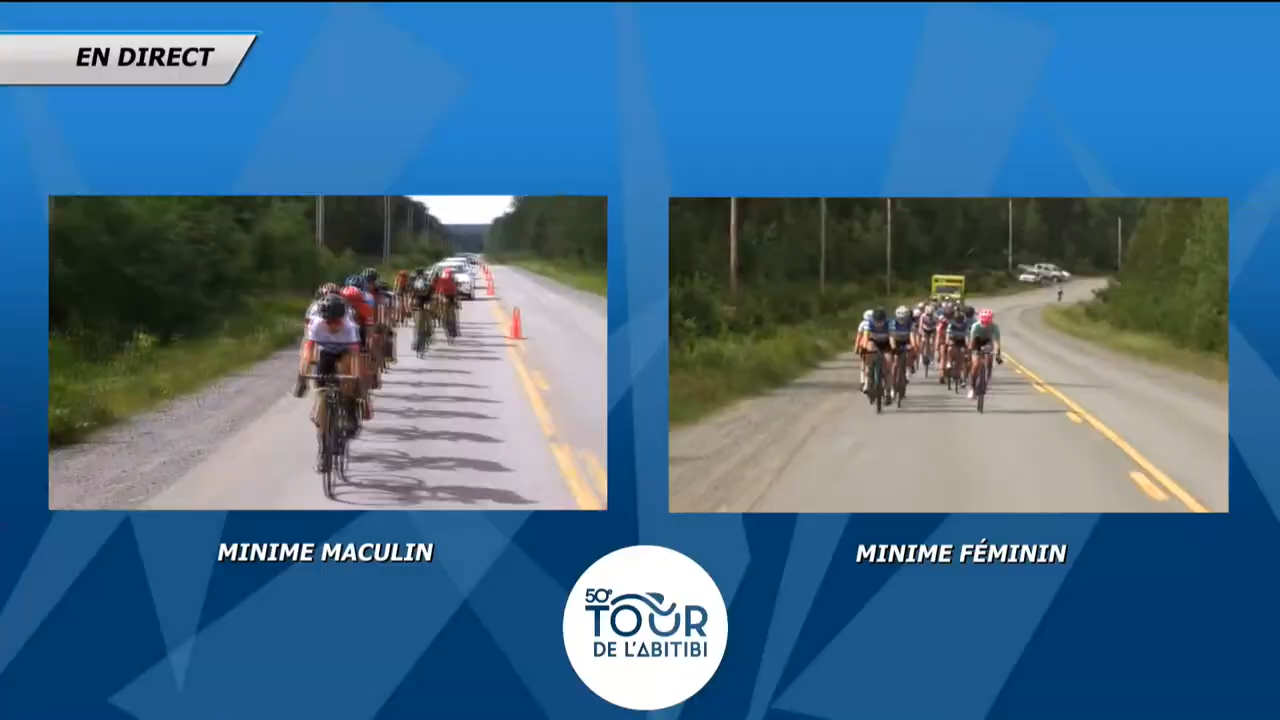 EN DIRECT
MINIME MACULIN
MINIME FÉMININ
50e
TOUR
DE L'ABITIBI